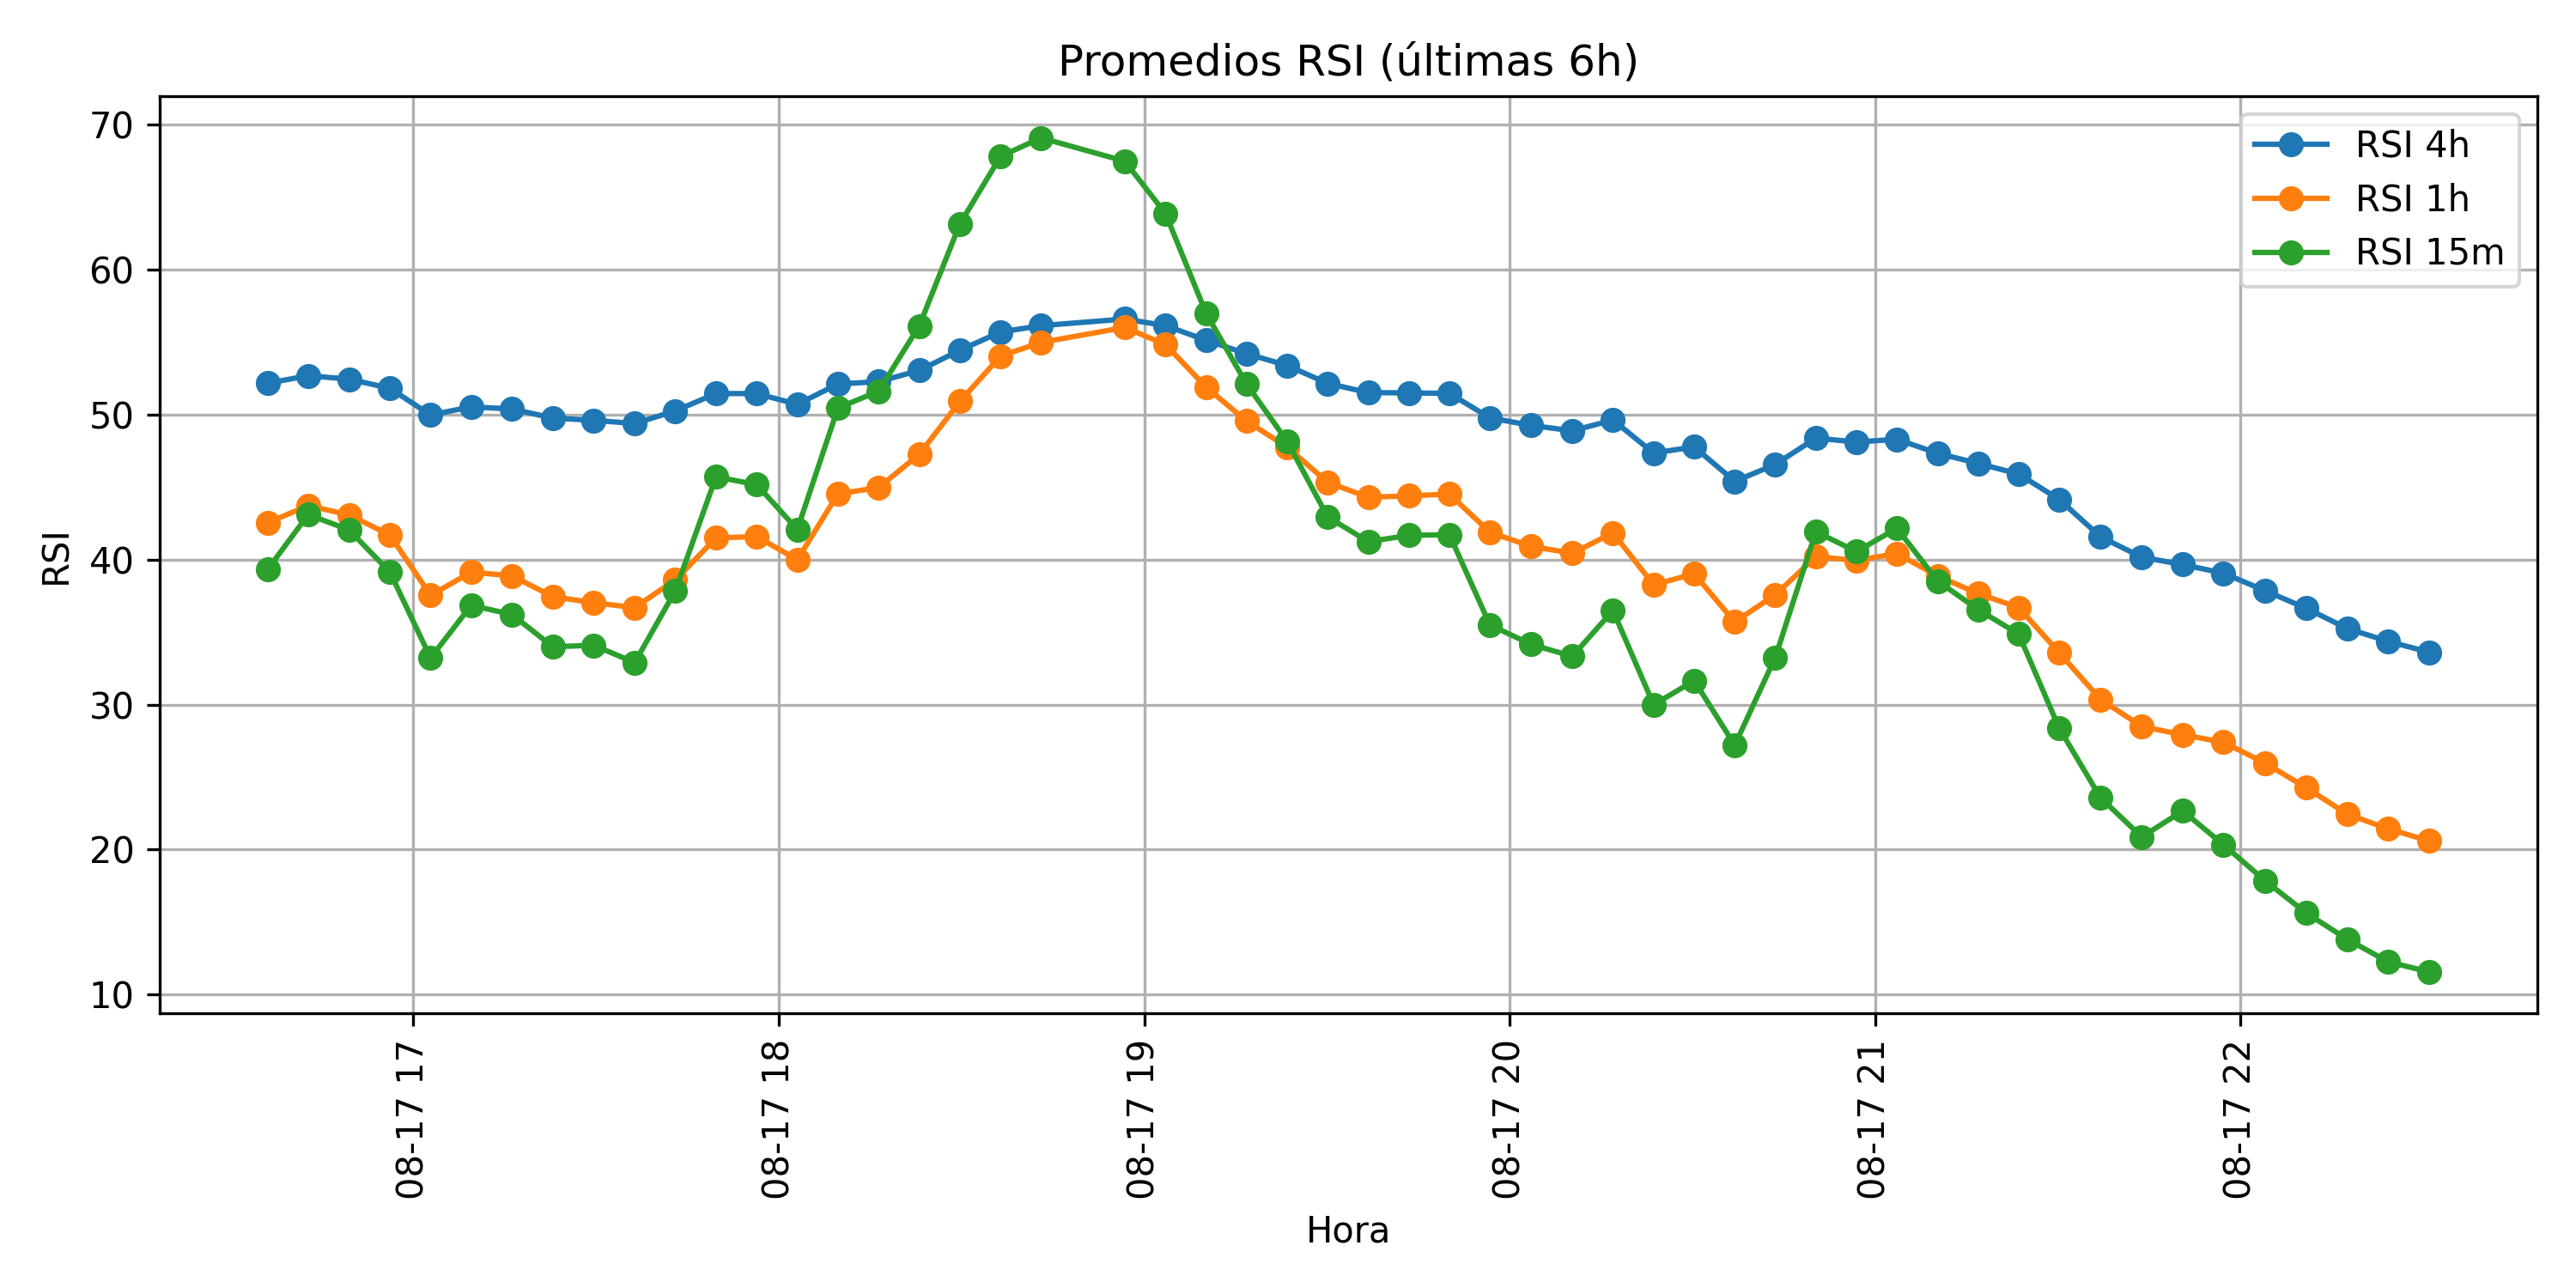 Promedios RSI (últimas 6h)
RSI 4h
RSI 1h
RSI 15m
RSI
70
60
50
40
30
20
10
08-17 17
08-17 18
08-17 19
08-17 20
08-17 21
08-17 22
Hora